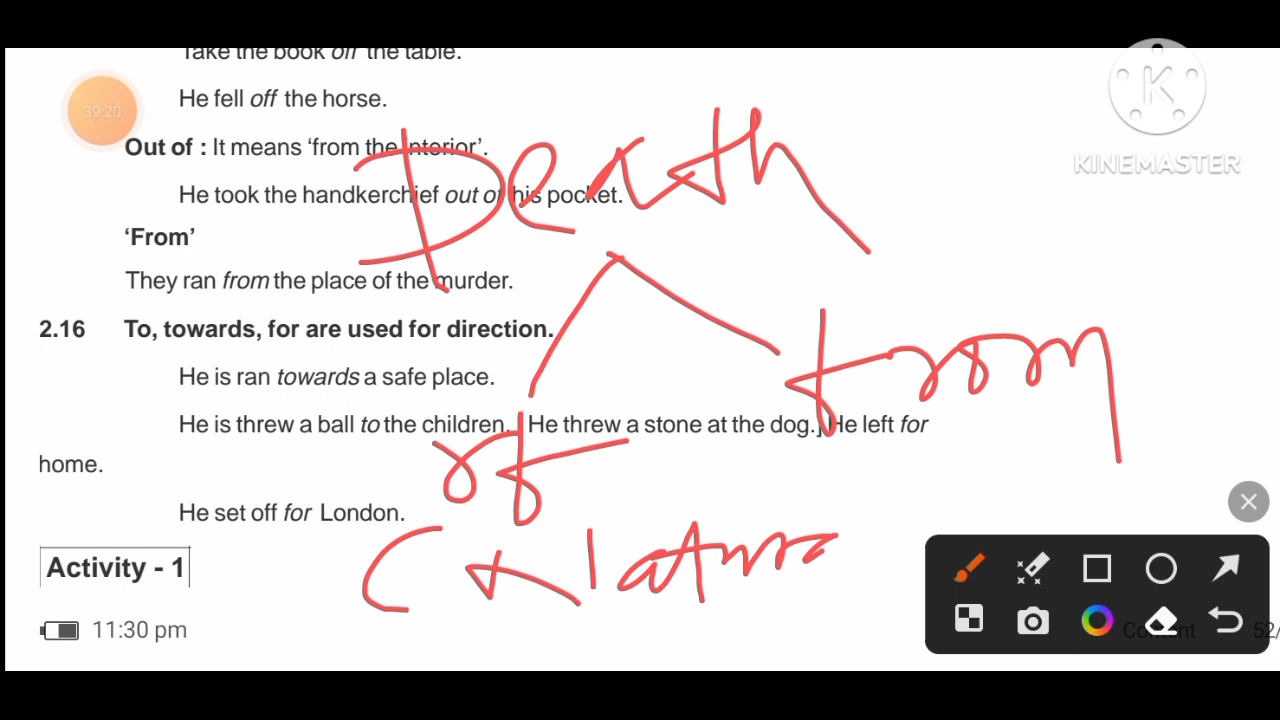 Take the book off the table.
39:20
He fell off the horse.
KINEMASTER
Out of : It means ‘from the interior’.
Death
He took the handkerchief out of his pocket.
‘From’
They ran from the place of the murder.
2.16 To, towards, for are used for direction.
from
He is ran towards a safe place.
He is threw a ball to the children. [He threw a stone at the dog.] He left for
home.
of
He set off for London.
Activity - 1
11:30 pm
Content 52/